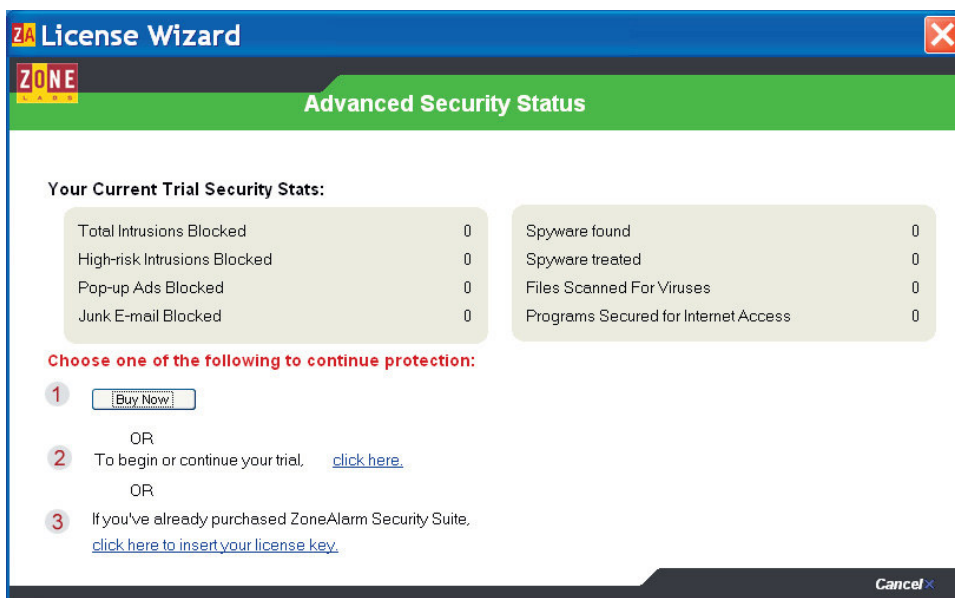 ZA License Wizard
ZONE
LABS
Advanced Security Status
Your Current Trial Security Stats:
Total Intrusions Blocked 0
High-risk Intrusions Blocked 0
Pop-up Ads Blocked 0
Junk E-mail Blocked 0
Spyware found 0
Spyware treated 0
Files Scanned For Viruses 0
Programs Secured for Internet Access 0
Choose one of the following to continue protection:
1 Buy Now
OR
2 To begin or continue your trial, click here.
OR
3 If you've already purchased ZoneAlarm Security Suite,
click here to insert your license key.
Cancel